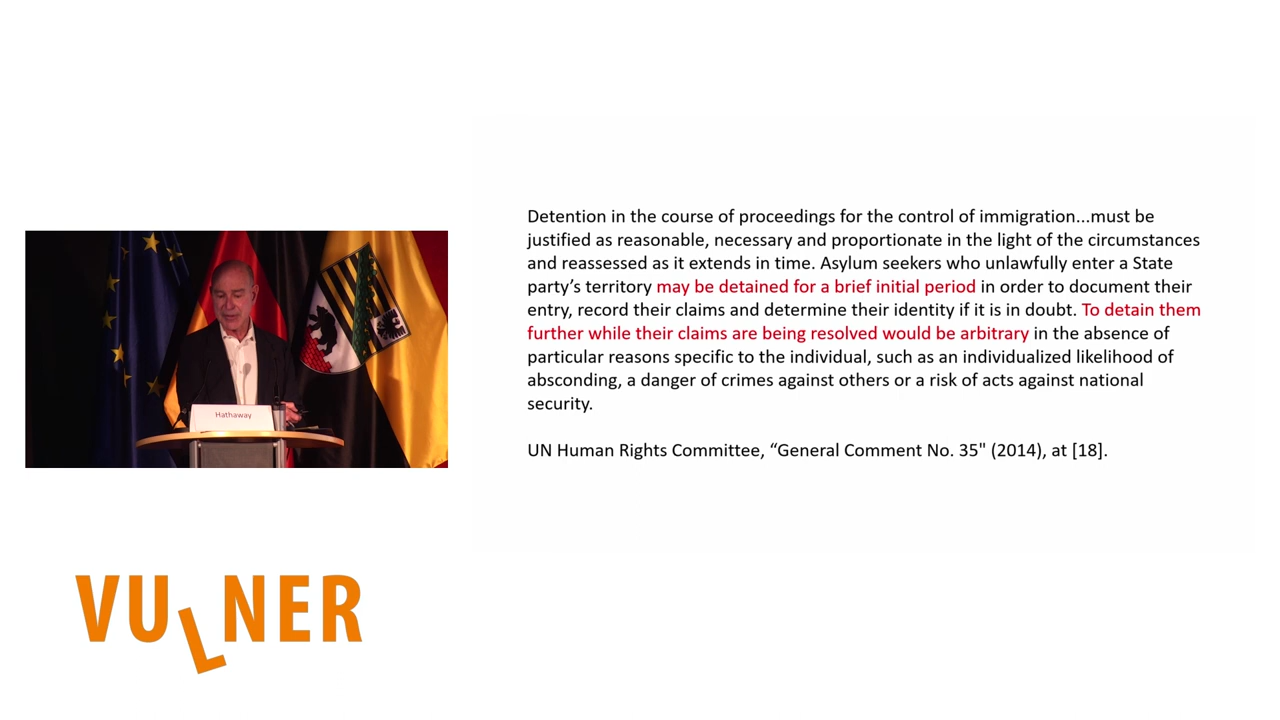 Detention in the course of proceedings for the control of immigration...must be
justified as reasonable, necessary and proportionate in the light of the circumstances
and reassessed as it extends in time. Asylum seekers who unlawfully enter a State
party’s territory may be detained for a brief initial period in order to document their
entry, record their claims and determine their identity if it is in doubt. To detain them
further while their claims are being resolved would be arbitrary in the absence of
particular reasons specific to the individual, such as an individualized likelihood of
absconding, a danger of crimes against others or a risk of acts against national
security.
UN Human Rights Committee, “General Comment No. 35" (2014), at [18].
Hathaway
VULNER